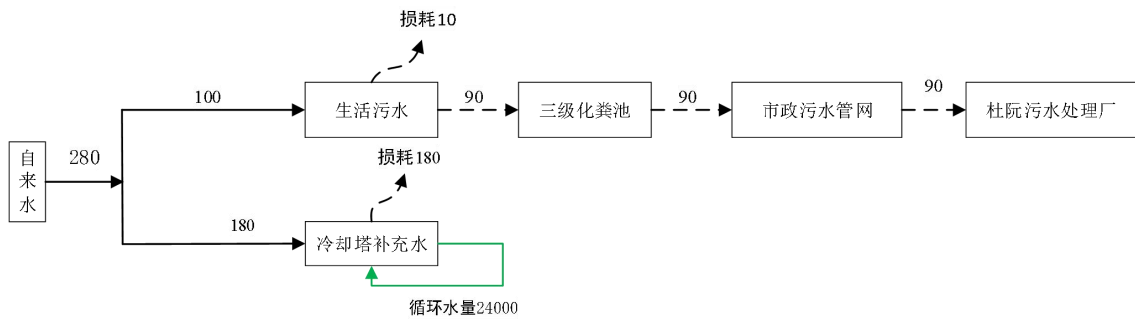 损耗10
100
生活污水
90
三级化粪池
90
市政污水管网
90
杜阮污水处理厂
自来水
280
损耗180
180
冷却塔补充水
循环水量24000